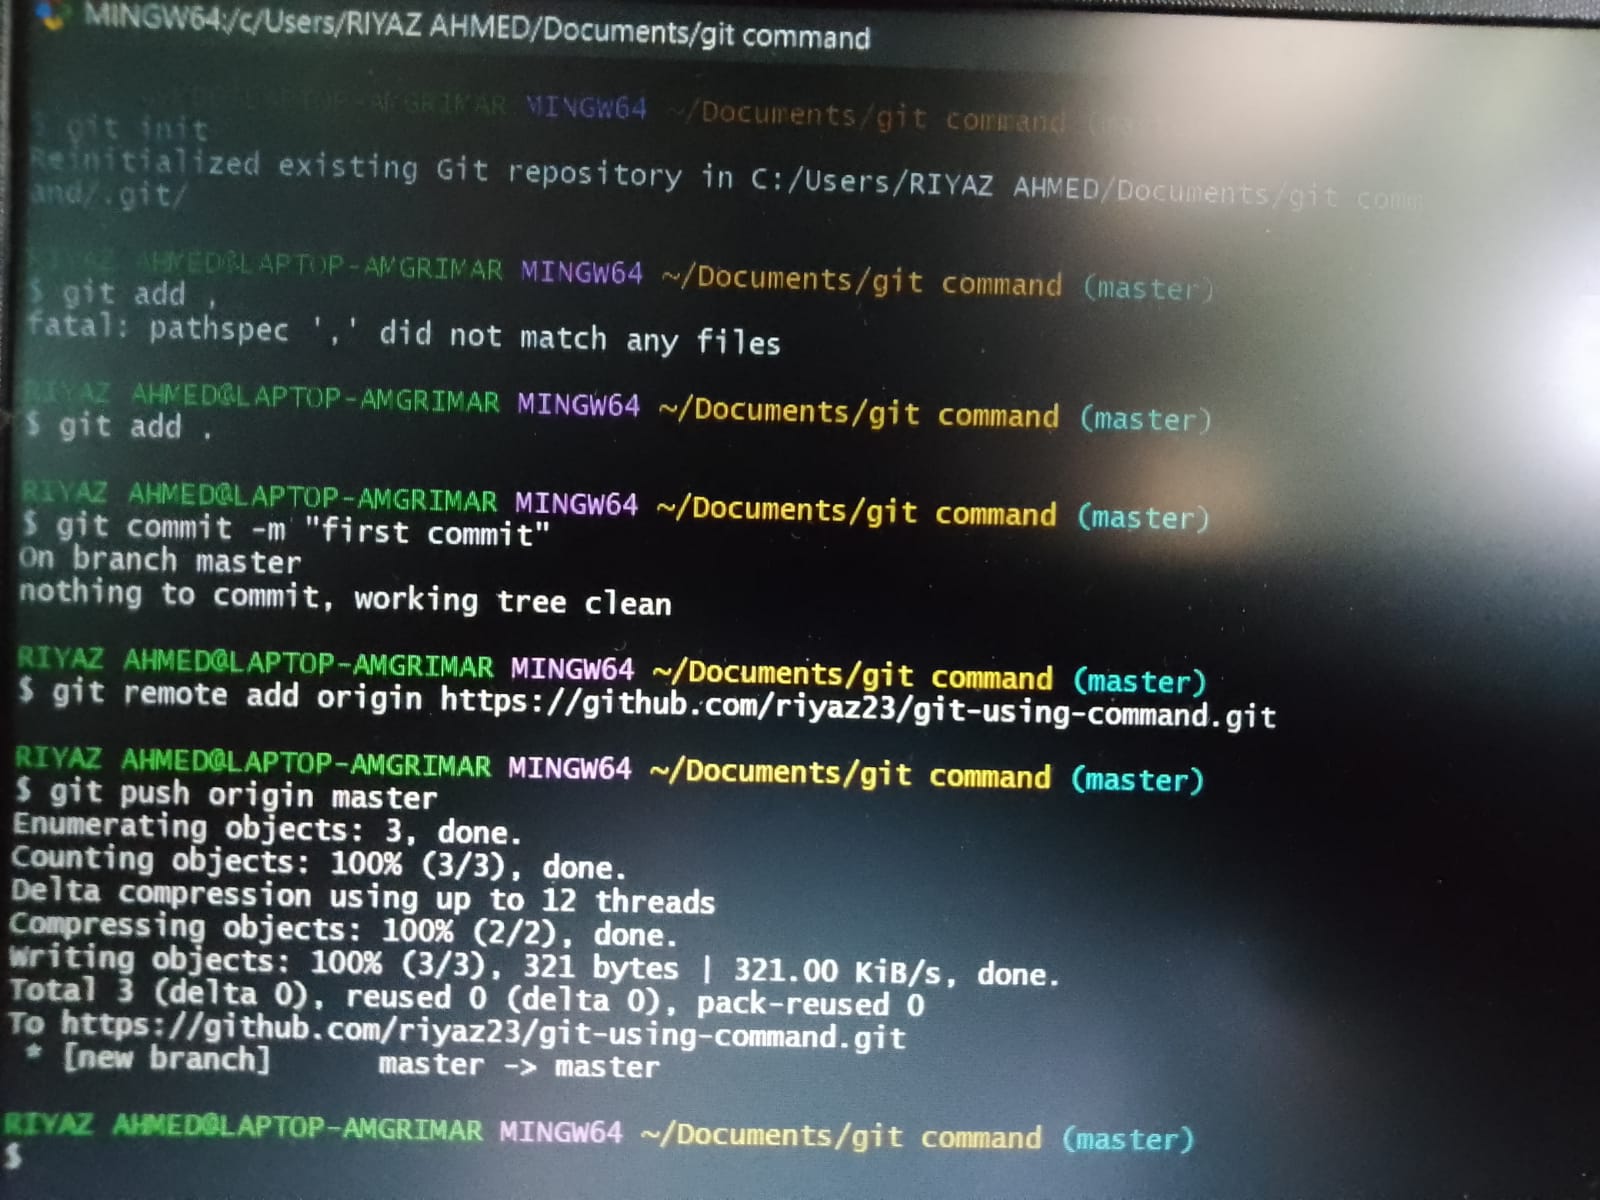 MINGW64:/c/Users/RIYAZ AHMED/Documents/git command
AHMED@LAPTOP-AMGRIMAR MINGW64 ~/Documents/git command
$ git init
Reinitialized existing Git repository in C:/Users/RIYAZ AHMED/Documents/git comm
and/.git/
RIYAZ AHMED@LAPTOP-AMGRIMAR MINGW64 ~/Documents/git command (master)
$ git add ,
fatal: pathspec ',' did not match any files
RIYAZ AHMED@LAPTOP-AMGRIMAR MINGW64 ~/Documents/git command (master)
$ git add .
RIYAZ AHMED@LAPTOP-AMGRIMAR MINGW64 ~/Documents/git command (master)
$ git commit -m "first commit"
On branch master
nothing to commit, working tree clean
RIYAZ AHMED@LAPTOP-AMGRIMAR MINGW64 ~/Documents/git command (master)
$ git remote add origin https://github.com/riyaz23/git-using-command.git
RIYAZ AHMED@LAPTOP-AMGRIMAR MINGW64 ~/Documents/git command (master)
$ git push origin master
Enumerating objects: 3, done.
Counting objects: 100% (3/3), done.
Delta compression using up to 12 threads
Compressing objects: 100% (2/2), done.
Writing objects: 100% (3/3), 321 bytes | 321.00 KiB/s, done.
Total 3 (delta 0), reused 0 (delta 0), pack-reused 0
To https://github.com/riyaz23/git-using-command.git
* [new branch] master -> master
RIYAZ AHMED@LAPTOP-AMGRIMAR MINGW64 ~/Documents/git command (master)
$